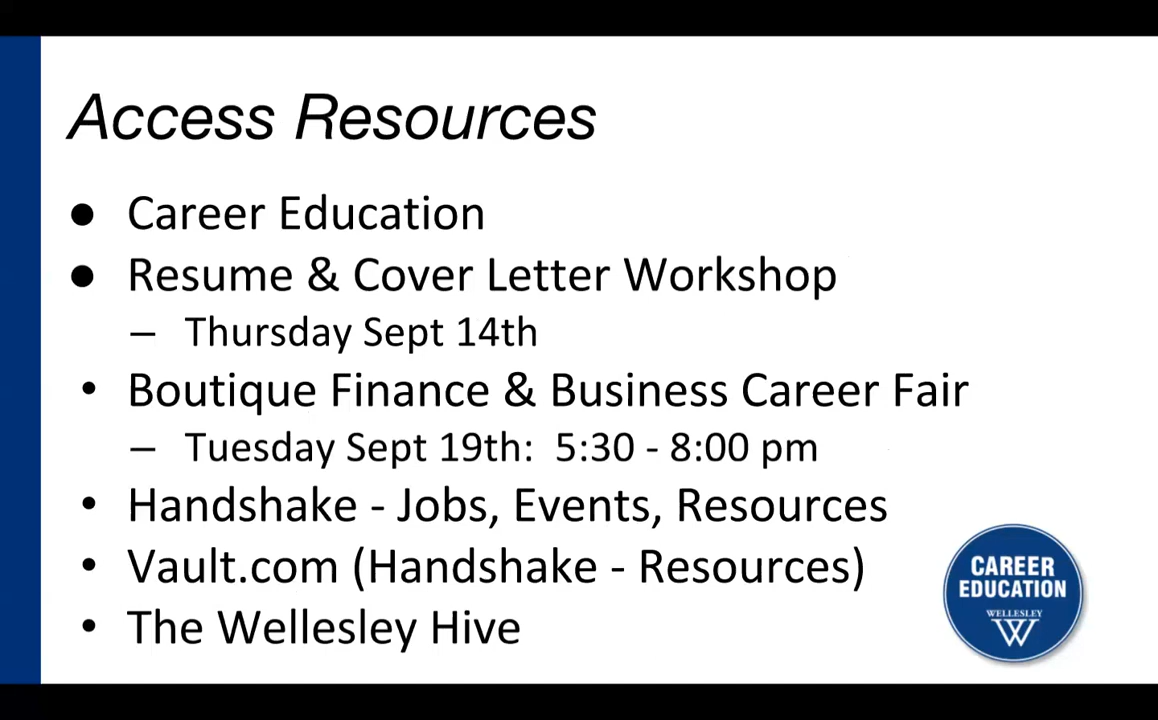 Access Resources
● Career Education
● Resume & Cover Letter Workshop
– Thursday Sept 14th
• Boutique Finance & Business Career Fair
– Tuesday Sept 19th:  5:30 - 8:00 pm
• Handshake - Jobs, Events, Resources
• Vault.com (Handshake - Resources)
• The Wellesley Hive
CAREER
EDUCATION
WELLESLEY
W